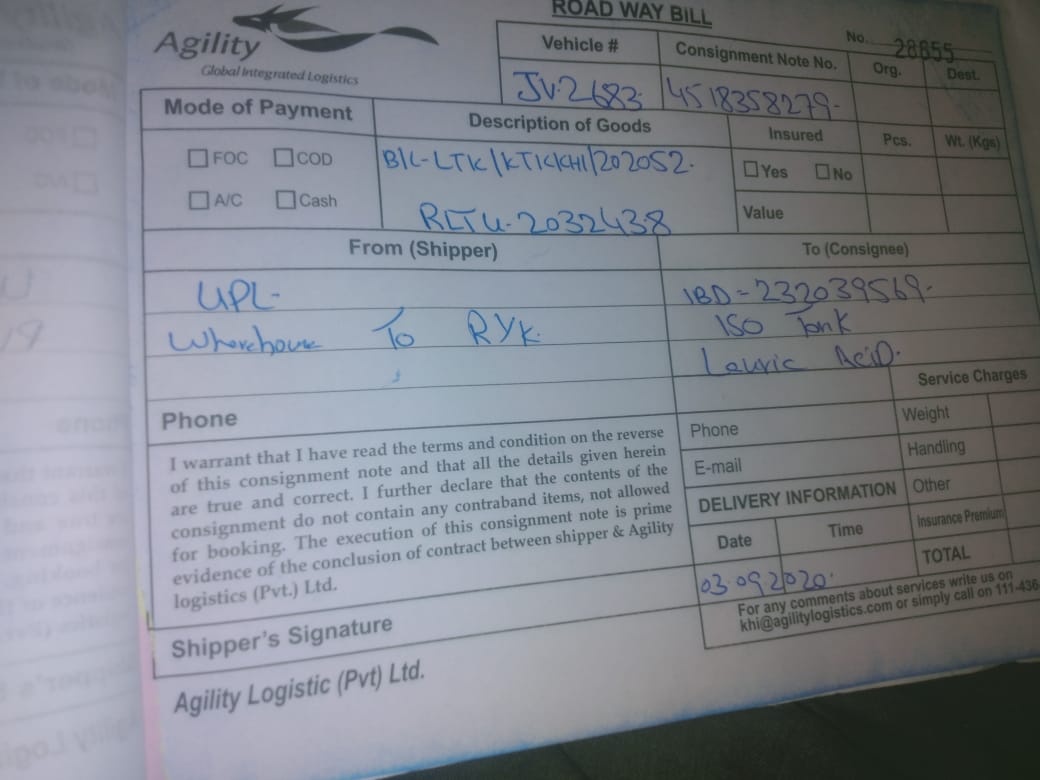 ROAD WAY BILL
Agility
Global Integrated Logistics
Vehicle #
Consignment Note No.
No. 28655
Org.
Dest.
JV-2683.
4518358279-
Mode of Payment
Description of Goods
Insured
Pcs.
Wt. (Kgs)
FOC
COD
B/L-LTK/KTICKHI/202052.
Yes
No
A/C
Cash
RLTU-2032438
Value
From (Shipper)
To (Consignee)
UPL-
IBD-232039569-
Wharehouse To RYK.
ISO Tank
Lauric Acid.
Service Charges
Phone
Phone
Weight
I warrant that I have read the terms and condition on the reverse
of this consignment note and that all the details given herein
are true and correct. I further declare that the contents of the
consignment do not contain any contraband items, not allowed
for booking. The execution of this consignment note is prime
evidence of the conclusion of contract between shipper & Agility
logistics (Pvt.) Ltd.
E-mail
Handling
DELIVERY INFORMATION
Other
Date
Time
Insurance Premium
TOTAL
03.09.2020.
For any comments about services write us on
khi@agilitylogistics.com or simply call on 111-436-
Shipper's Signature
Agility Logistic (Pvt) Ltd.